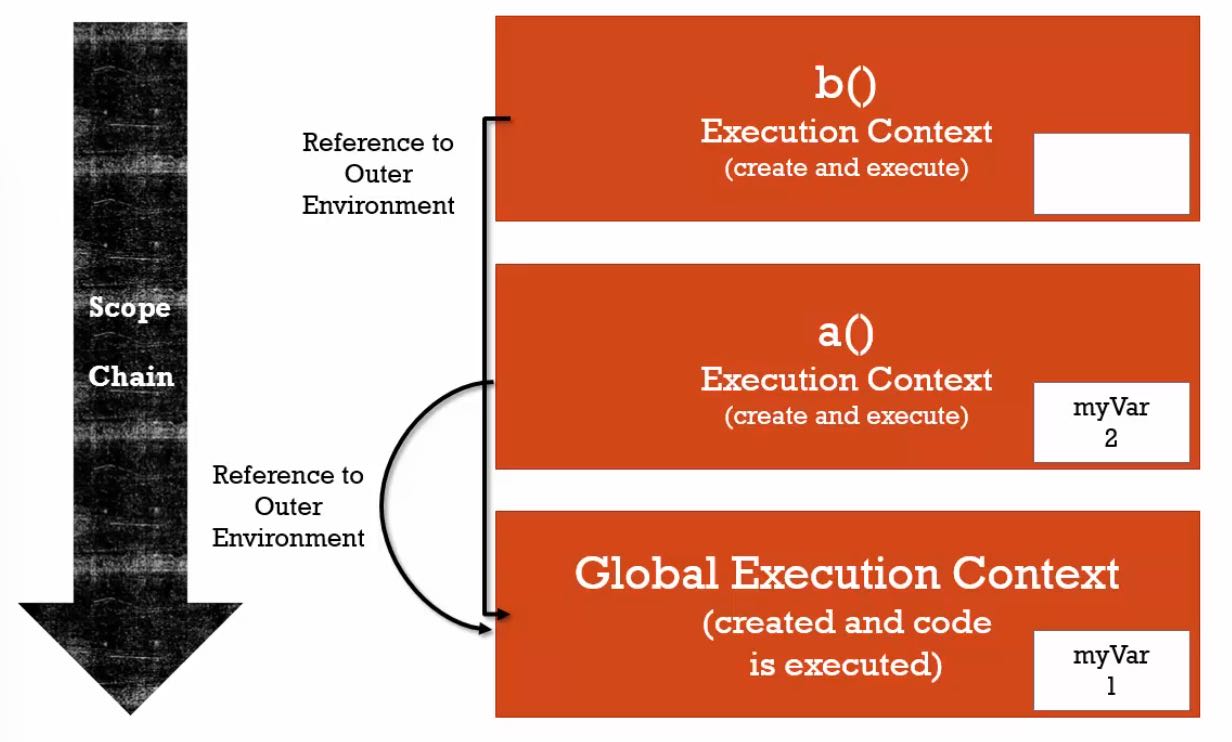 b()
Execution Context
(create and execute)
Reference to
Outer
Environment
Scope
Chain
a()
Execution Context
(create and execute)
myVar
2
Reference to
Outer
Environment
Global Execution Context
(created and code
is executed)
myVar
1